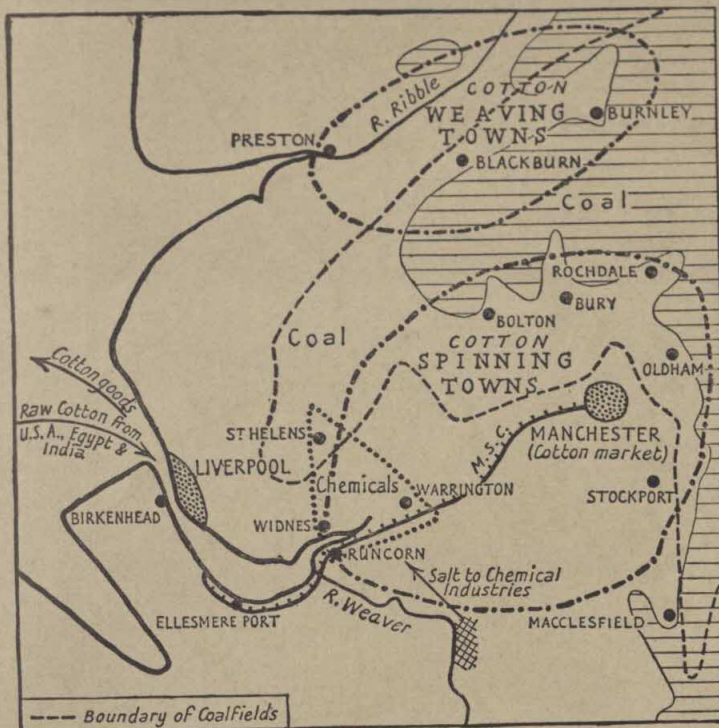 R. Ribble
COTTON
WEAVING
TOWNS
BURNLEY
PRESTON
BLACKBURN
Coal
ROCHDALE
BURY
BOLTON
Coal
COTTON
SPINNING
TOWNS
OLDHAM
Cotton goods
Raw Cotton from
U.S.A., Egypt &
India
ST HELENS
M.S.C.
MANCHESTER
(Cotton market)
LIVERPOOL
Chemicals
WARRINGTON
STOCKPORT
BIRKENHEAD
WIDNES
RUNCORN
Salt to Chemical
Industries
ELLESMERE PORT
R. Weaver
MACCLESFIELD
Boundary of Coalfields